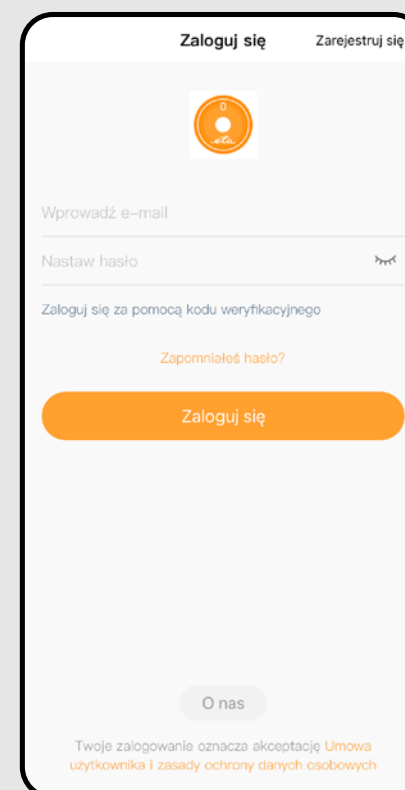 Zaloguj się Zarejestruj się
0
eta
Wprowadź e-mail
Nastaw hasło
Zaloguj się za pomocą kodu weryfikacyjnego
Zapomniałeś hasło?
Zaloguj się
O nas
Twoje zalogowanie oznacza akceptację Umowa
użytkownika i zasady ochrony danych osobowych